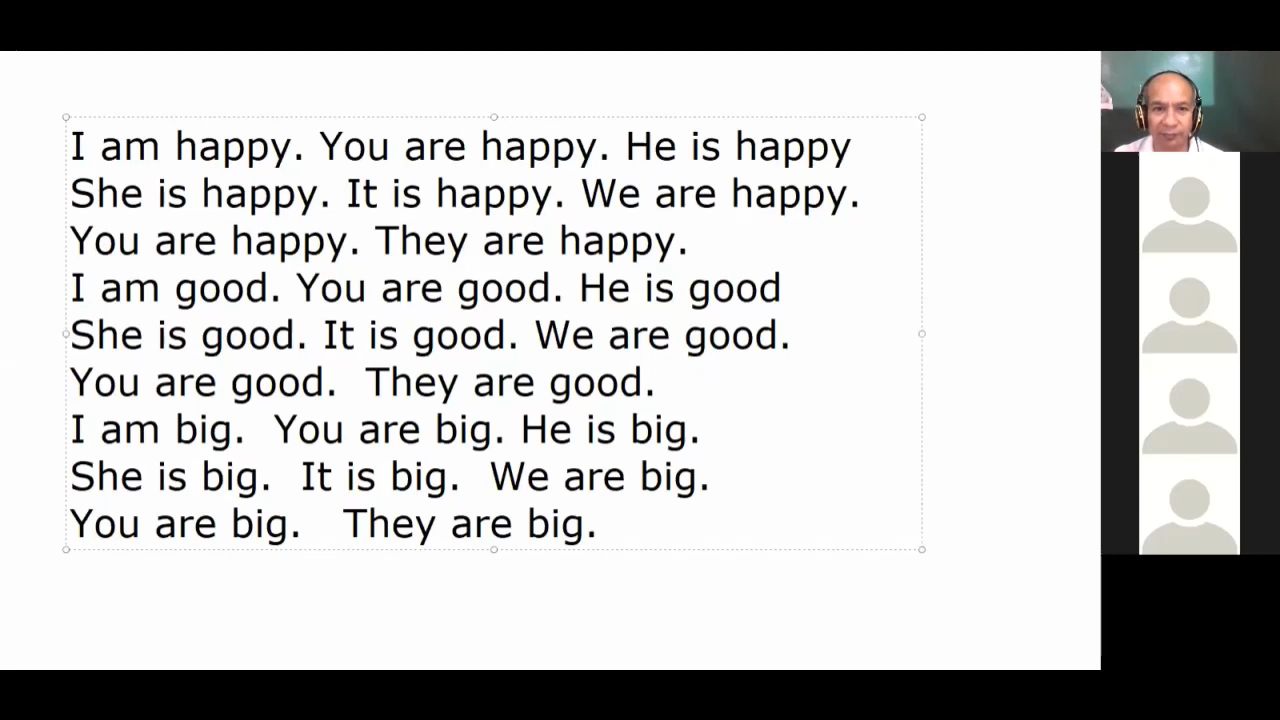 I am happy. You are happy. He is happy
She is happy. It is happy. We are happy.
You are happy. They are happy.
I am good. You are good. He is good
She is good. It is good. We are good.
You are good.  They are good.
I am big.  You are big. He is big.
She is big.  It is big.  We are big.
You are big.   They are big.